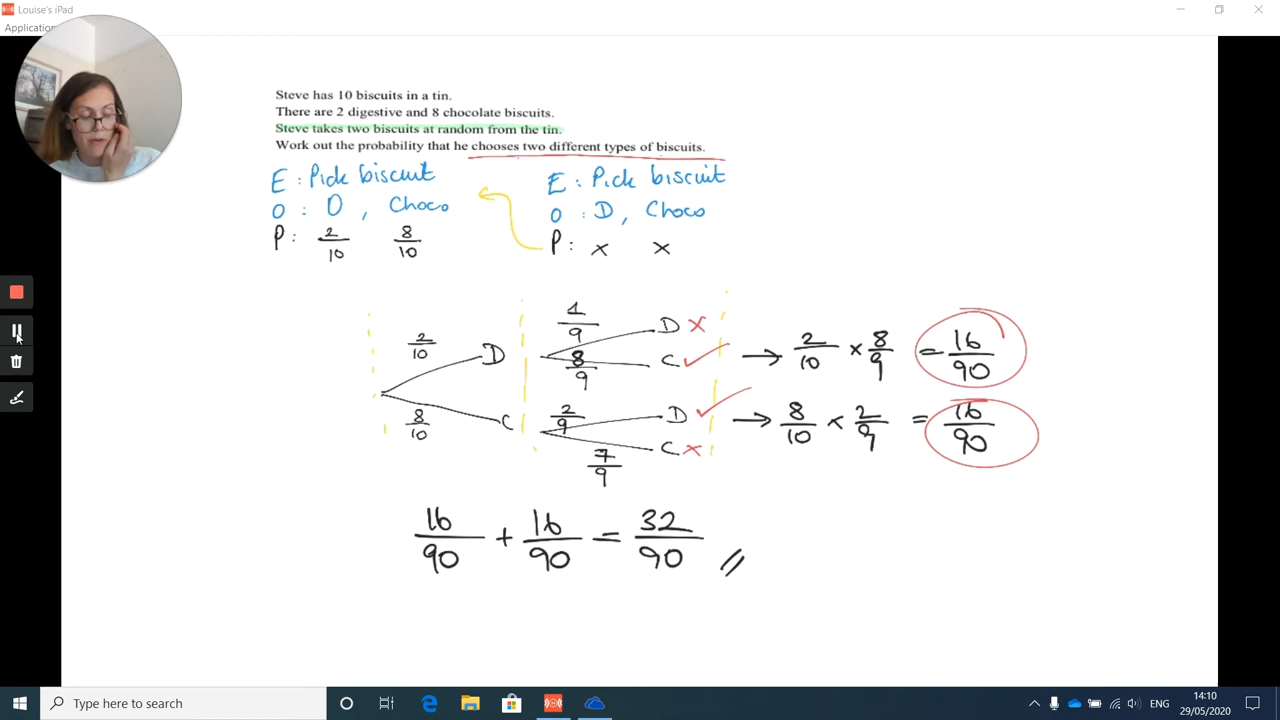 Louise's iPad
Application
Steve has 10 biscuits in a tin.
There are 2 digestive and 8 chocolate biscuits.
Steve takes two biscuits at random from the tin.
Work out the probability that he chooses two different types of biscuits.
E : Pick biscuit
O : D , Choco
P : 2/10 8/10
E : Pick biscuit
O : D, Choco
P : x x
2/10 D
8/10 C
1/9 D x
8/9 C ✓ → 2/10 × 8/9 = 16/90
2/9 D ✓ → 8/10 × 2/9 = 16/90
7/9 C x
16/90 + 16/90 = 32/90 //
Type here to search
ENG
14:10
29/05/2020